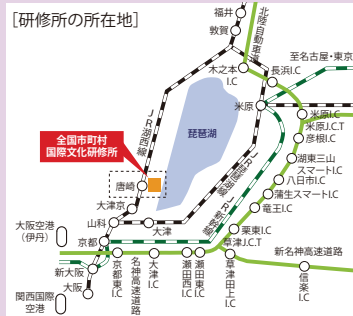 [研修所の所在地]
福井
敦賀
北陸自動車道
至名古屋・東京
木之本
I.C
長浜I.C
米原
米原I.C
米原J.C.T
彦根I.C
JR湖西線
琵琶湖
全国市町村
国際文化研修所
唐崎
JR琵琶湖線
JR新幹線
湖東三山
スマートI.C
八日市I.C
蒲生スマートI.C
竜王I.C
大津京
山科
大津
栗東I.C
草津J.C.T
大阪空港
(伊丹)
京都
新名神高速道路
新大阪
大阪
関西国際
空港
京都東I.C
名神高速道路
大津I.C
瀬田西I.C
瀬田東I.C
草津田上I.C
信楽I.C